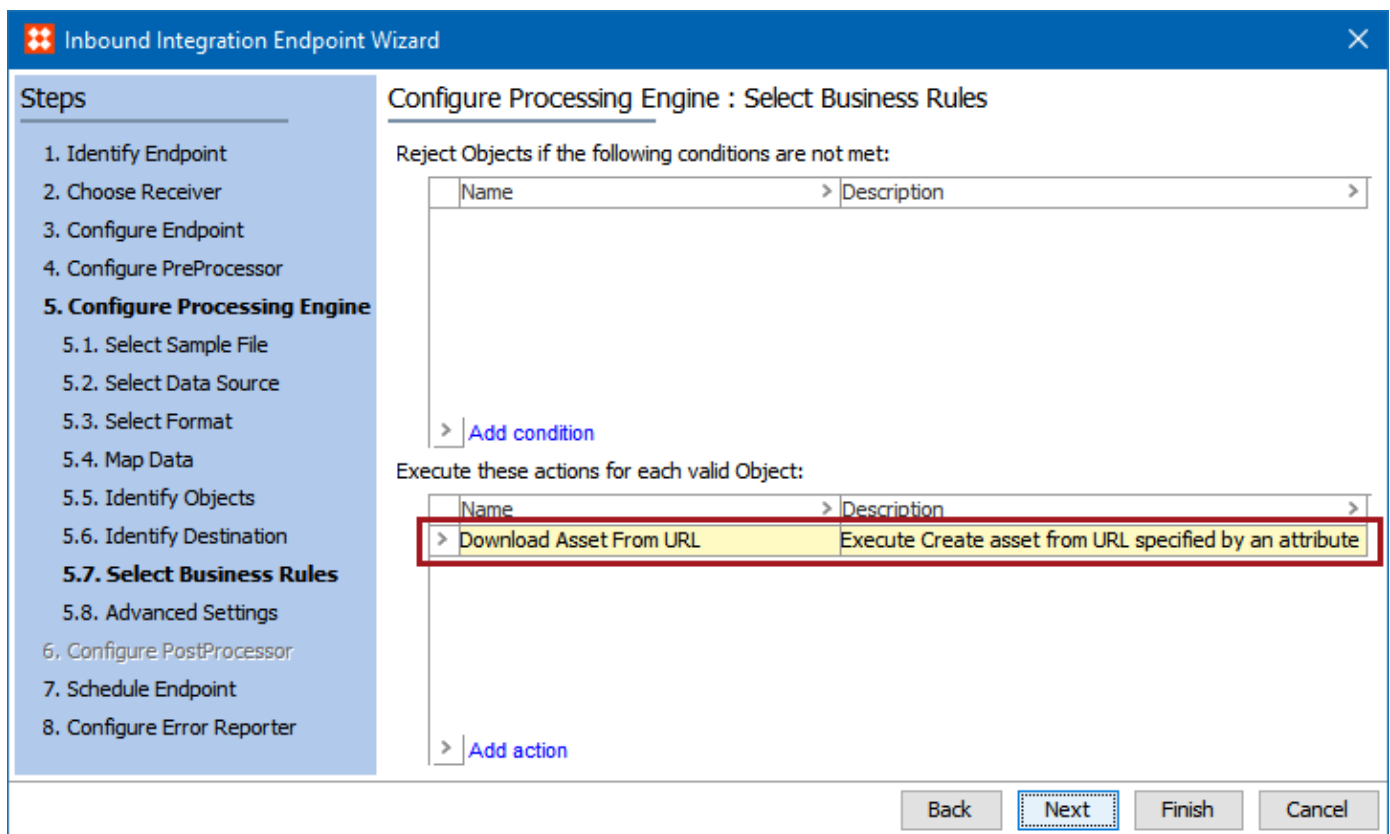 Inbound Integration Endpoint Wizard
Steps
1. Identify Endpoint
2. Choose Receiver
3. Configure Endpoint
4. Configure PreProcessor
5. Configure Processing Engine
5.1. Select Sample File
5.2. Select Data Source
5.3. Select Format
5.4. Map Data
5.5. Identify Objects
5.6. Identify Destination
5.7. Select Business Rules
5.8. Advanced Settings
6. Configure PostProcessor
7. Schedule Endpoint
8. Configure Error Reporter
Configure Processing Engine : Select Business Rules
Reject Objects if the following conditions are not met:
Name > Description >
> Add condition
Execute these actions for each valid Object:
Name > Description >
> Download Asset From URL Execute Create asset from URL specified by an attribute
> Add action
Back Next Finish Cancel